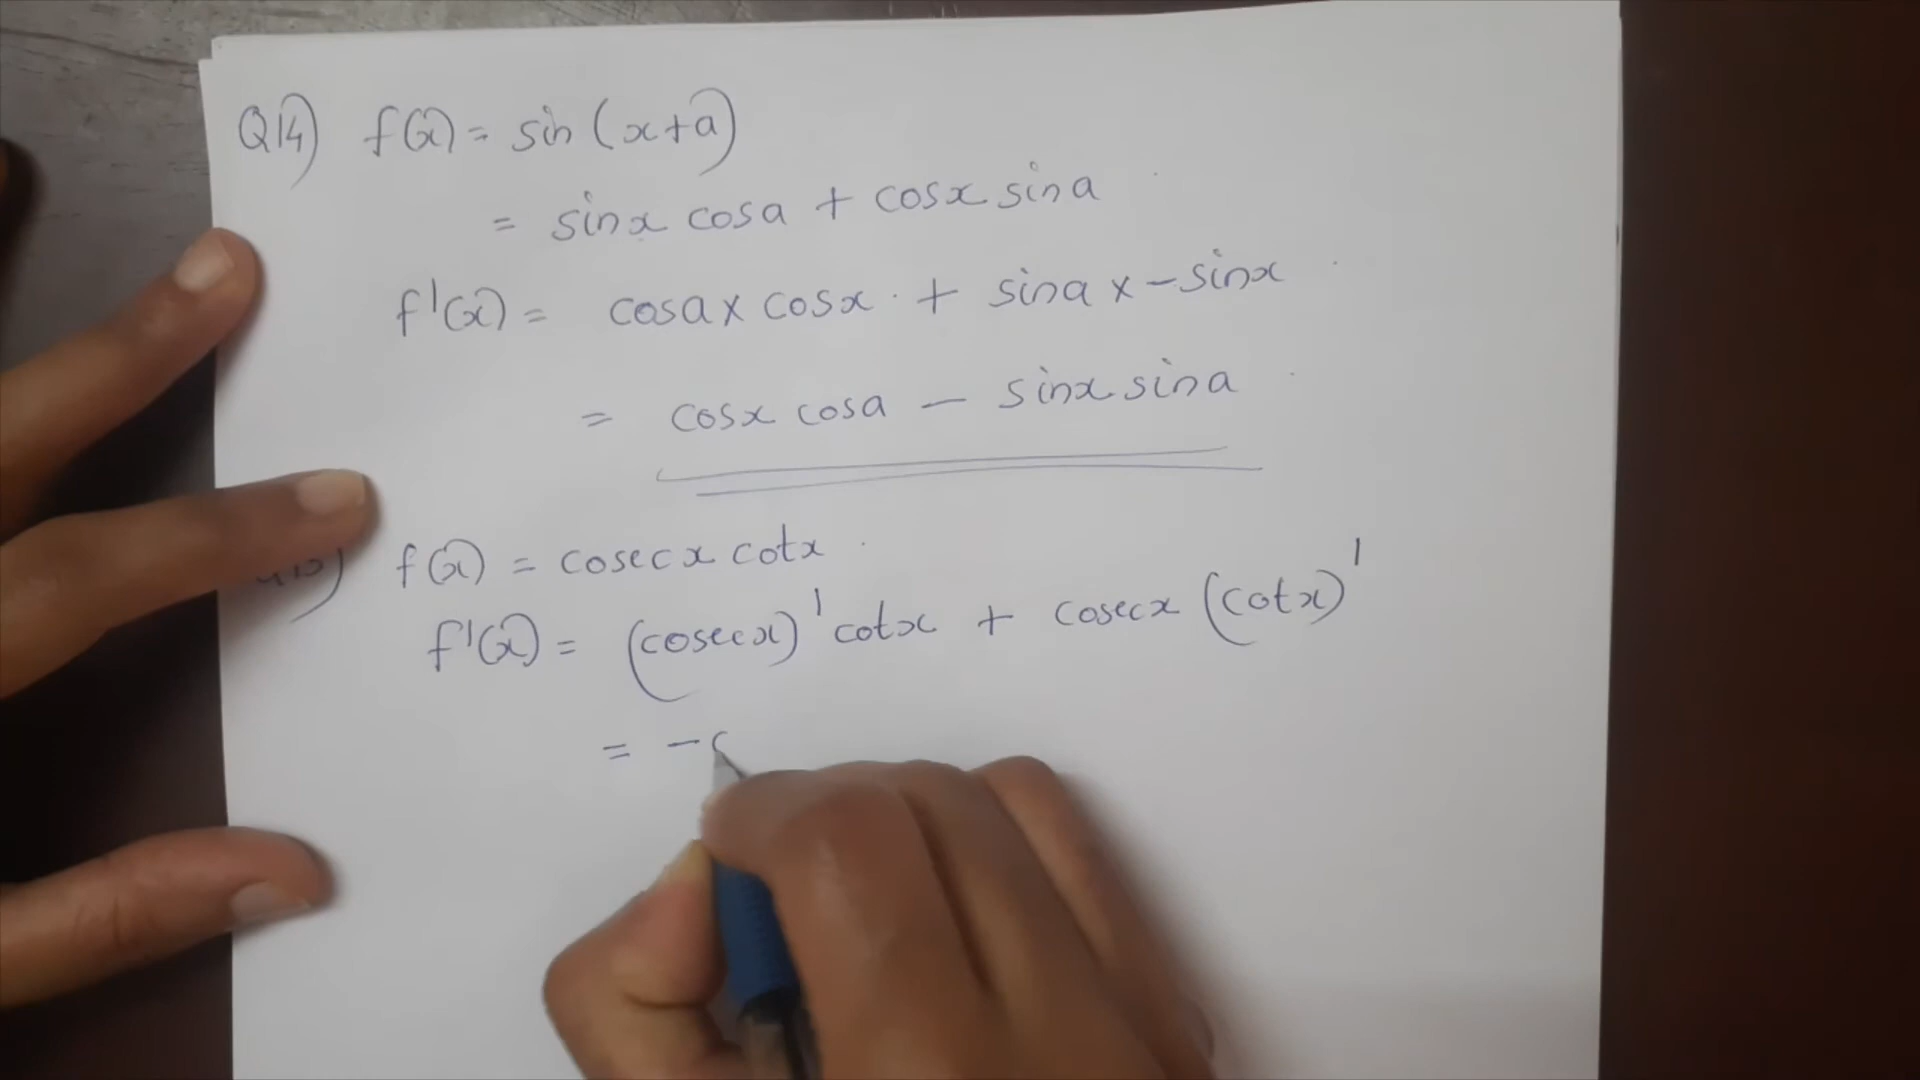 Q14) f(x) = sin (x+a)
= sinx cosa + cosx sina
f'(x) = cosa x cosx + sina x -sinx
= cosx cosa - sinx sina
f(x) = cosecx cotx
f'(x) = (cosecx)' cotx + cosecx (cotx)'
= -c